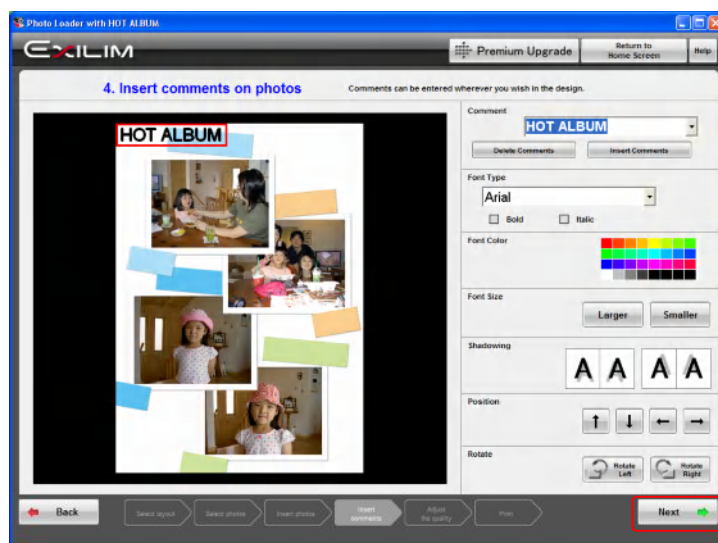 Photo Loader with HOT ALBUM
EXILIM
Premium Upgrade
Return to
Home Screen
Help
4. Insert comments on photos
Comments can be entered wherever you wish in the design.
HOT ALBUM
Comment
HOT ALBUM
Delete Comments
Insert Comments
Font Type
Arial
Bold
Italic
Font Color
Font Size
Larger
Smaller
Shadowing
A A A A
Position
Rotate
Rotate
Left
Rotate
Right
Back
Select layout
Select photos
Insert photos
Insert
comments
Adjust
the quality
Print
Next